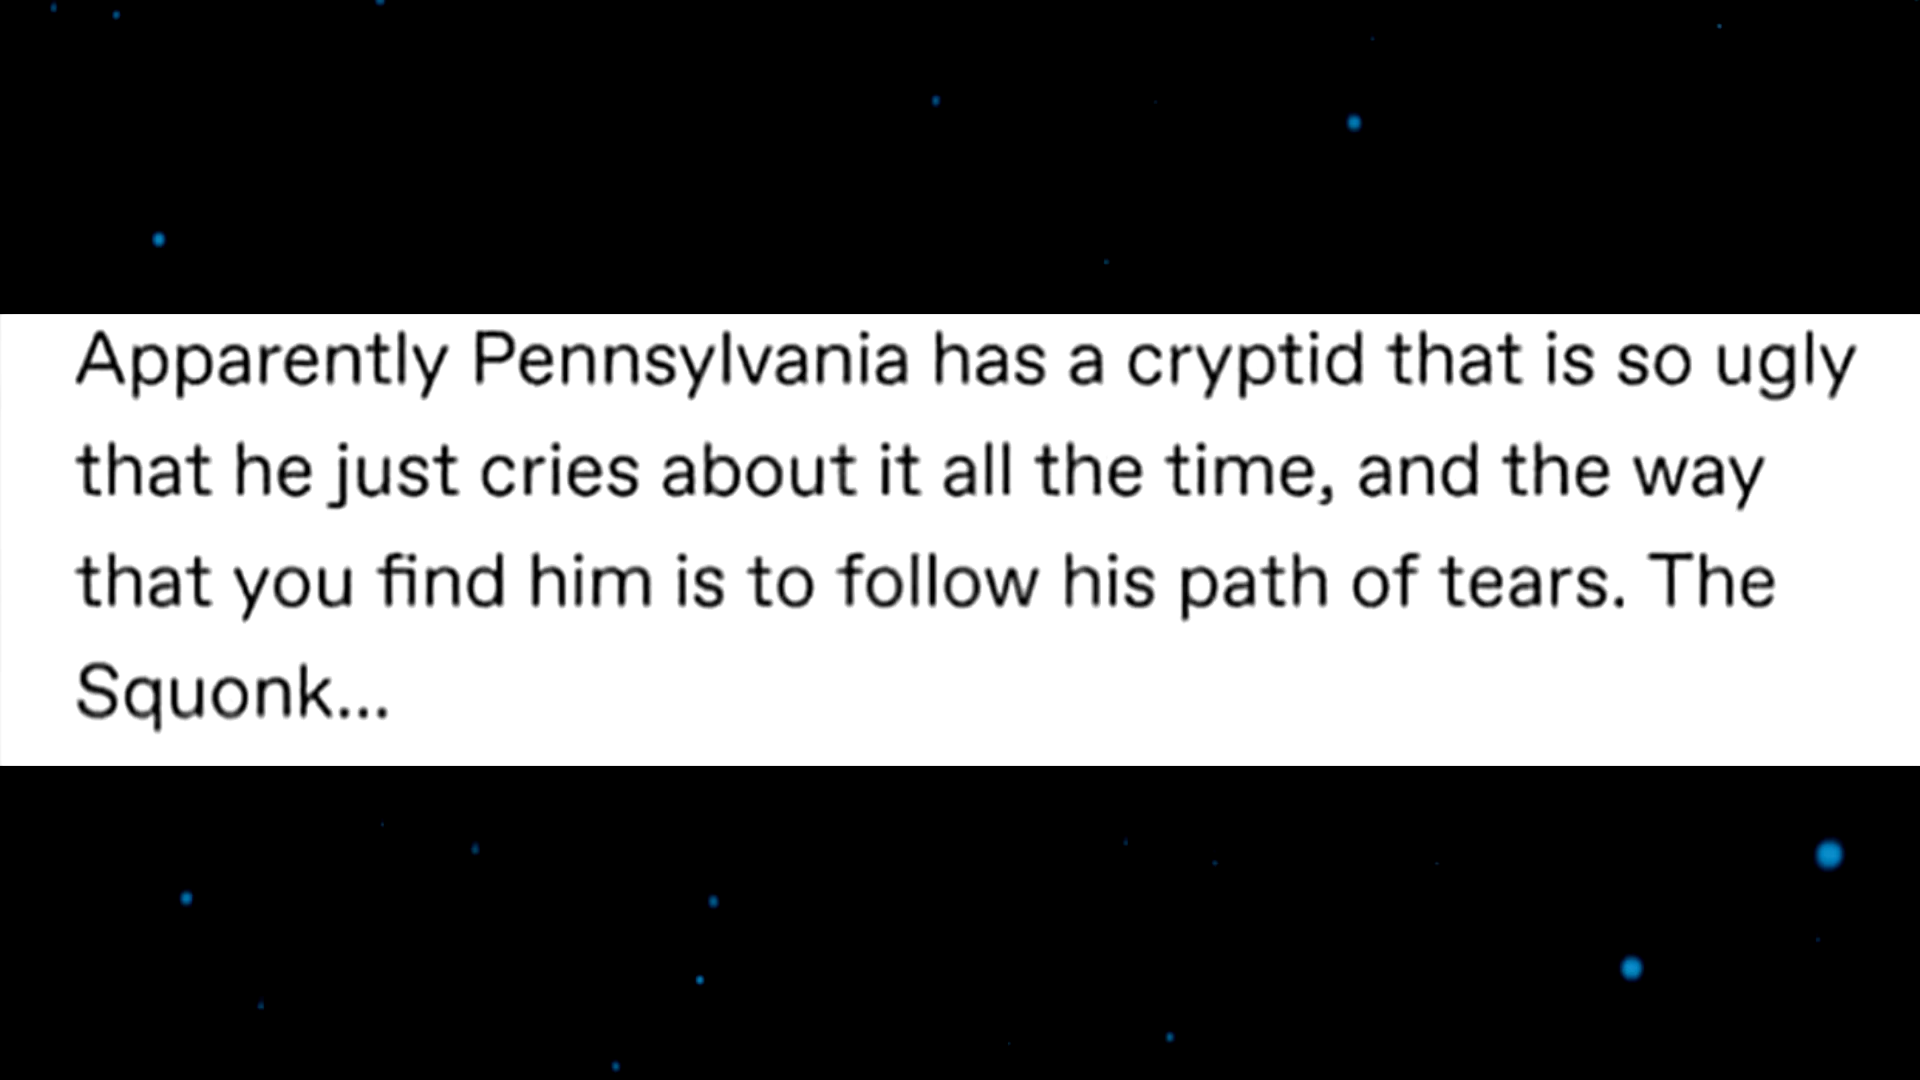 Apparently Pennsylvania has a cryptid that is so ugly
that he just cries about it all the time, and the way
that you find him is to follow his path of tears. The
Squonk...